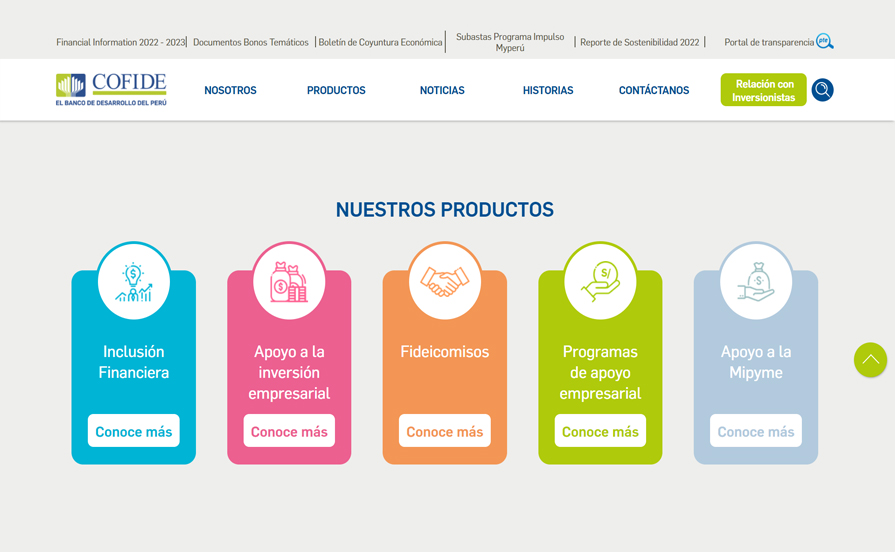 Financial Information 2022 - 2023
Documentos Bonos Temáticos
Boletín de Coyuntura Económica
Subastas Programa Impulso
Myperú
Reporte de Sostenibilidad 2022
Portal de transparencia
pte
COFIDE
EL BANCO DE DESARROLLO DEL PERÚ
NOSOTROS
PRODUCTOS
NOTICIAS
HISTORIAS
CONTÁCTANOS
Relación con
Inversionistas
NUESTROS PRODUCTOS
$
Inclusión
Financiera
Conoce más
$
Apoyo a la
inversión
empresarial
Conoce más
Fideicomisos
Conoce más
S/
Programas
de apoyo
empresarial
Conoce más
·S·
Apoyo a la
Mipyme
Conoce más